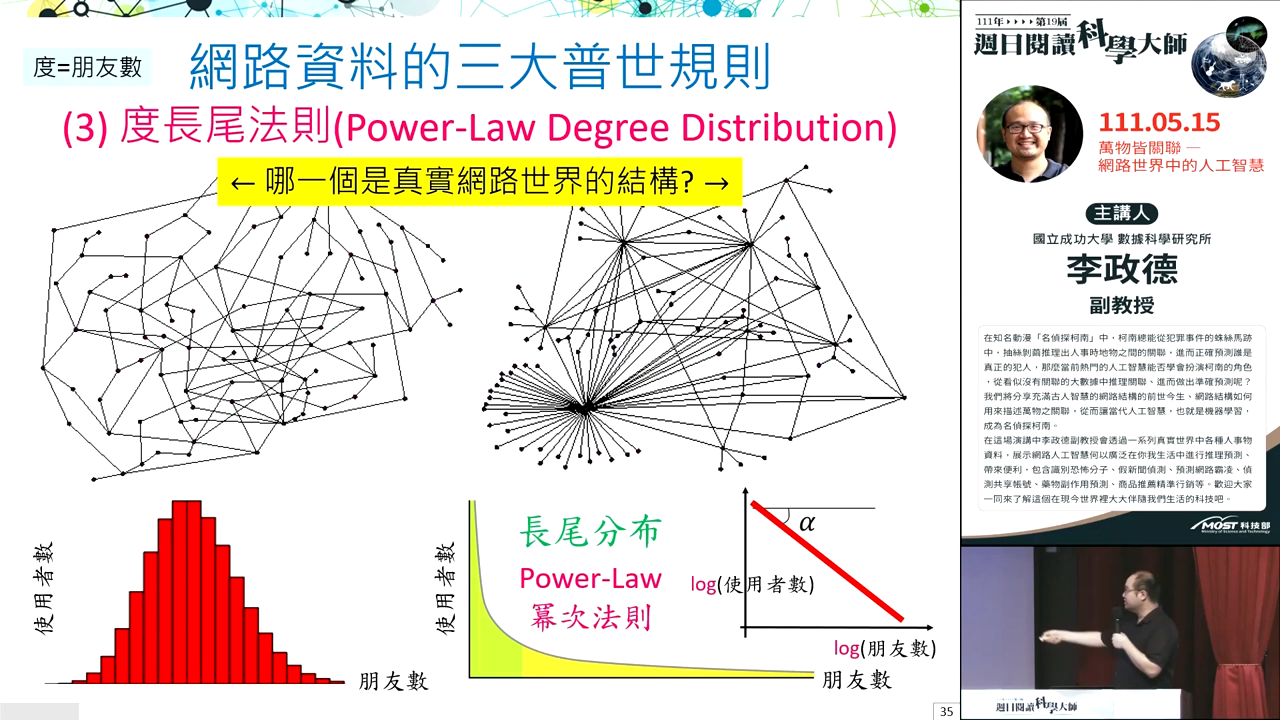 度=朋友數
網路資料的三大普世規則
(3) 度長尾法則(Power-Law Degree Distribution)
← 哪一個是真實網路世界的結構? →
使用者數
朋友數
使用者數
長尾分布
Power-Law
冪次法則
朋友數
α
log(使用者數)
log(朋友數)
35
111年 第19屆
週日閱讀科學大師
111.05.15
萬物皆關聯 —
網路世界中的人工智慧
主講人
國立成功大學 數據科學研究所
李政德
副教授
在知名動漫「名偵探柯南」中，柯南總能從犯罪事件的蛛絲馬跡
中，抽絲剝繭推理出人事時地物之間的關聯，進而正確預測誰是
真正的犯人，那麼當前熱門的人工智慧能否學會扮演柯南的角色
，從看似沒有關聯的大數據中推理關聯、進而做出準確預測呢？
我們將分享充滿古人智慧的網路結構的前世今生、網路結構如何
用來描述萬物之關聯，從而讓當代人工智慧，也就是機器學習，
成為名偵探柯南。
在這場演講中李政德副教授會透過一系列真實世界中各種人事物
資料，展示網路人工智慧何以廣泛在你我生活中進行推理預測、
帶來便利，包含識別恐怖分子、假新聞偵測、預測網路霸凌、偵
測共享帳號、藥物副作用預測、商品推薦精準行銷等。歡迎大家
一同來了解這個在現今世界裡大大伴隨我們生活的科技吧。
MOST 科技部
Ministry of Science and Technology
週日閱讀科學大師